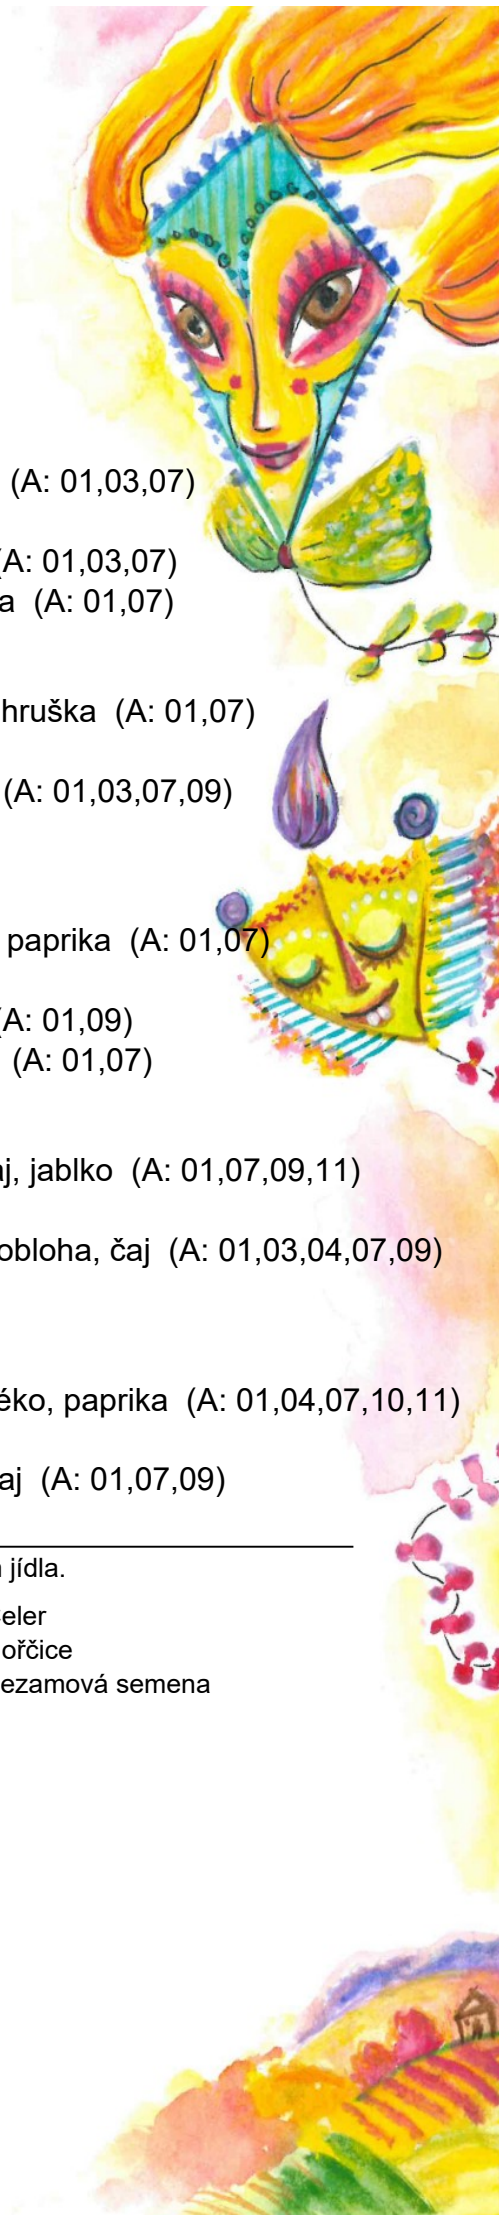 (A: 01,03,07)
(A: 01,03,07)
a (A: 01,07)
hruška (A: 01,07)
(A: 01,03,07,09)
paprika (A: 01,07)
(A: 01,09)
(A: 01,07)
aj, jablko (A: 01,07,09,11)
obloha, čaj (A: 01,03,04,07,09)
éko, paprika (A: 01,04,07,10,11)
aj (A: 01,07,09)
jídla.
eler
ořčice
ezamová semena